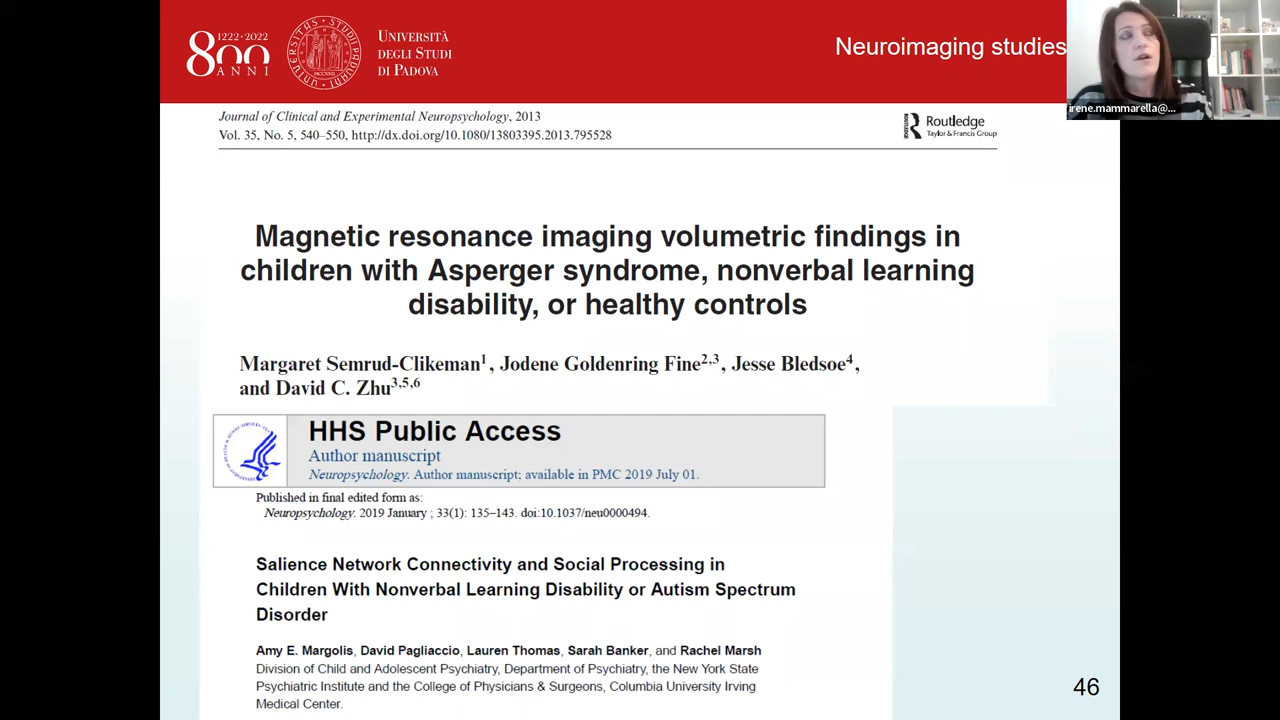 1222·2022
800
ANNI
UNIVERSITÀ
DEGLI STUDI
DI PADOVA
Neuroimaging studies
irene.mammarella@...
Journal of Clinical and Experimental Neuropsychology, 2013
Vol. 35, No. 5, 540–550, http://dx.doi.org/10.1080/13803395.2013.795528
ROUTLEDGE
Routledge
Taylor & Francis Group
Magnetic resonance imaging volumetric findings in
children with Asperger syndrome, nonverbal learning
disability, or healthy controls
Margaret Semrud-Clikeman1, Jodene Goldenring Fine2,3, Jesse Bledsoe4,
and David C. Zhu3,5,6
HHS Public Access
Author manuscript
Neuropsychology. Author manuscript; available in PMC 2019 July 01.
Published in final edited form as:
Neuropsychology. 2019 January ; 33(1): 135–143. doi:10.1037/neu0000494.
Salience Network Connectivity and Social Processing in
Children With Nonverbal Learning Disability or Autism Spectrum
Disorder
Amy E. Margolis, David Pagliaccio, Lauren Thomas, Sarah Banker, and Rachel Marsh
Division of Child and Adolescent Psychiatry, Department of Psychiatry, the New York State
Psychiatric Institute and the College of Physicians & Surgeons, Columbia University Irving
Medical Center.
46